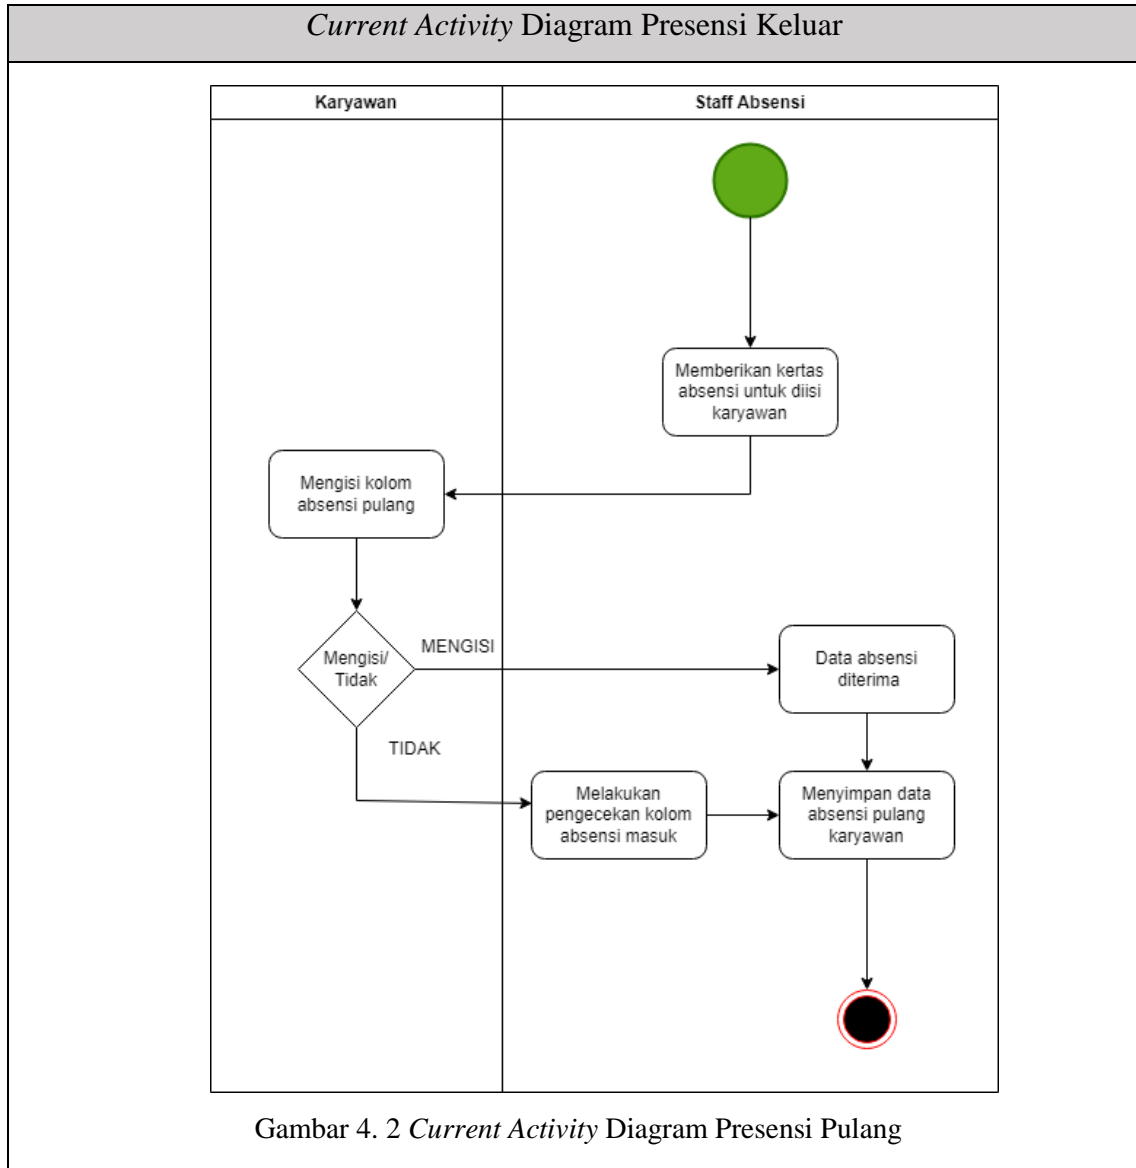 Current Activity Diagram Presensi Keluar
Karyawan
Staff Absensi
Memberikan kertas
absensi untuk diisi
karyawan
Mengisi kolom
absensi pulang
Mengisi/
Tidak
MENGISI
Data absensi
diterima
TIDAK
Melakukan
pengecekan kolom
absensi masuk
Menyimpan data
absensi pulang
karyawan
Gambar 4. 2 Current Activity Diagram Presensi Pulang